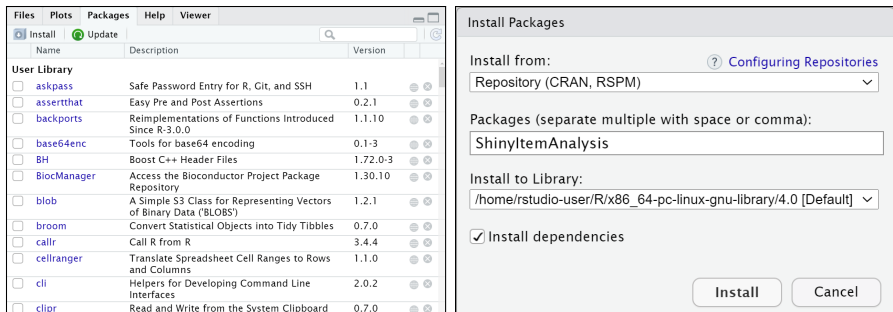 Files Plots Packages Help Viewer
Install Update
Name Description Version
User Library
askpass Safe Password Entry for R, Git, and SSH 1.1
assertthat Easy Pre and Post Assertions 0.2.1
backports Reimplementations of Functions Introduced 1.1.10
Since R-3.0.0
base64enc Tools for base64 encoding 0.1-3
BH Boost C++ Header Files 1.72.0-3
BiocManager Access the Bioconductor Project Package 1.30.10
Repository
blob A Simple S3 Class for Representing Vectors 1.2.1
of Binary Data ('BLOBS')
broom Convert Statistical Objects into Tidy Tibbles 0.7.0
callr Call R from R 3.4.4
cellranger Translate Spreadsheet Cell Ranges to Rows 1.1.0
and Columns
cli Helpers for Developing Command Line 2.0.2
Interfaces
clipr Read and Write from the System Clipboard 0.7.0
Install Packages
Install from: ? Configuring Repositories
Repository (CRAN, RSPM)
Packages (separate multiple with space or comma):
ShinyItemAnalysis
Install to Library:
/home/rstudio-user/R/x86_64-pc-linux-gnu-library/4.0 [Default]
Install dependencies
Install Cancel